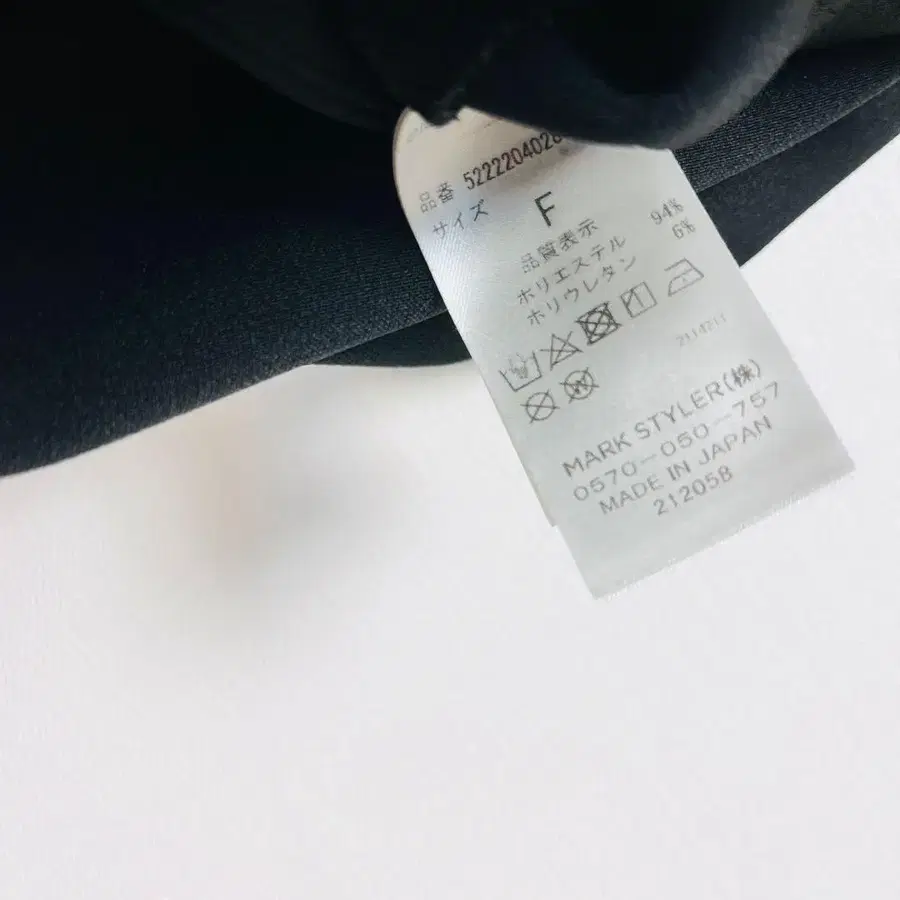 品番 522220402
サイズ F
品質表示
ポリエステル 94%
ポリウレタン 6%
MARK STYLER(株)
0570-050-757
MADE IN JAPAN
212058